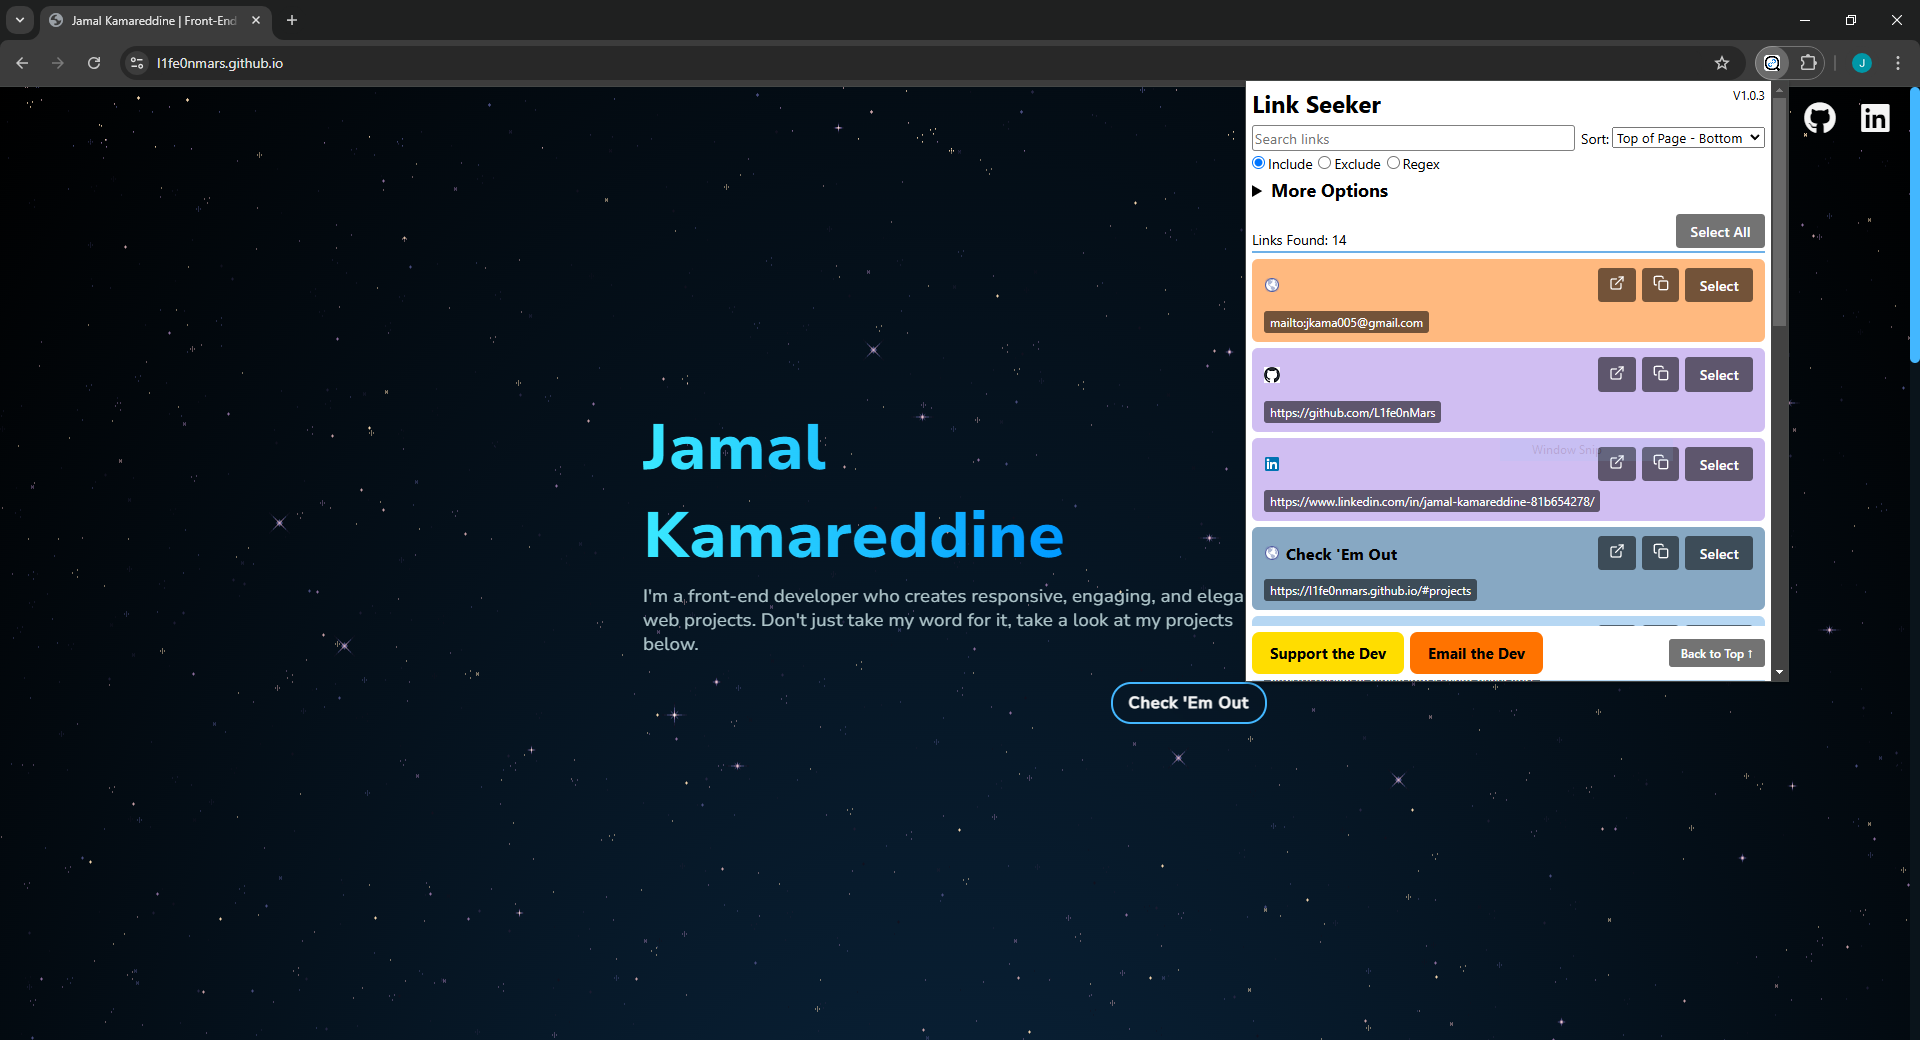 Jamal Kamareddine | Front-End
l1fe0nmars.github.io
J
Link Seeker
V1.0.3
Search links
Sort: Top of Page - Bottom
Include Exclude Regex
More Options
Links Found: 14
Select All
Select
mailto:jkama005@gmail.com
Select
https://github.com/L1fe0nMars
Window Snip
Select
https://www.linkedin.com/in/jamal-kamareddine-81b654278/
Check 'Em Out
Select
https://l1fe0nmars.github.io/#projects
Support the Dev
Email the Dev
Back to Top ↑
Jamal
Kamareddine
I'm a front-end developer who creates responsive, engaging, and elega
web projects. Don't just take my word for it, take a look at my projects
below.
Check 'Em Out